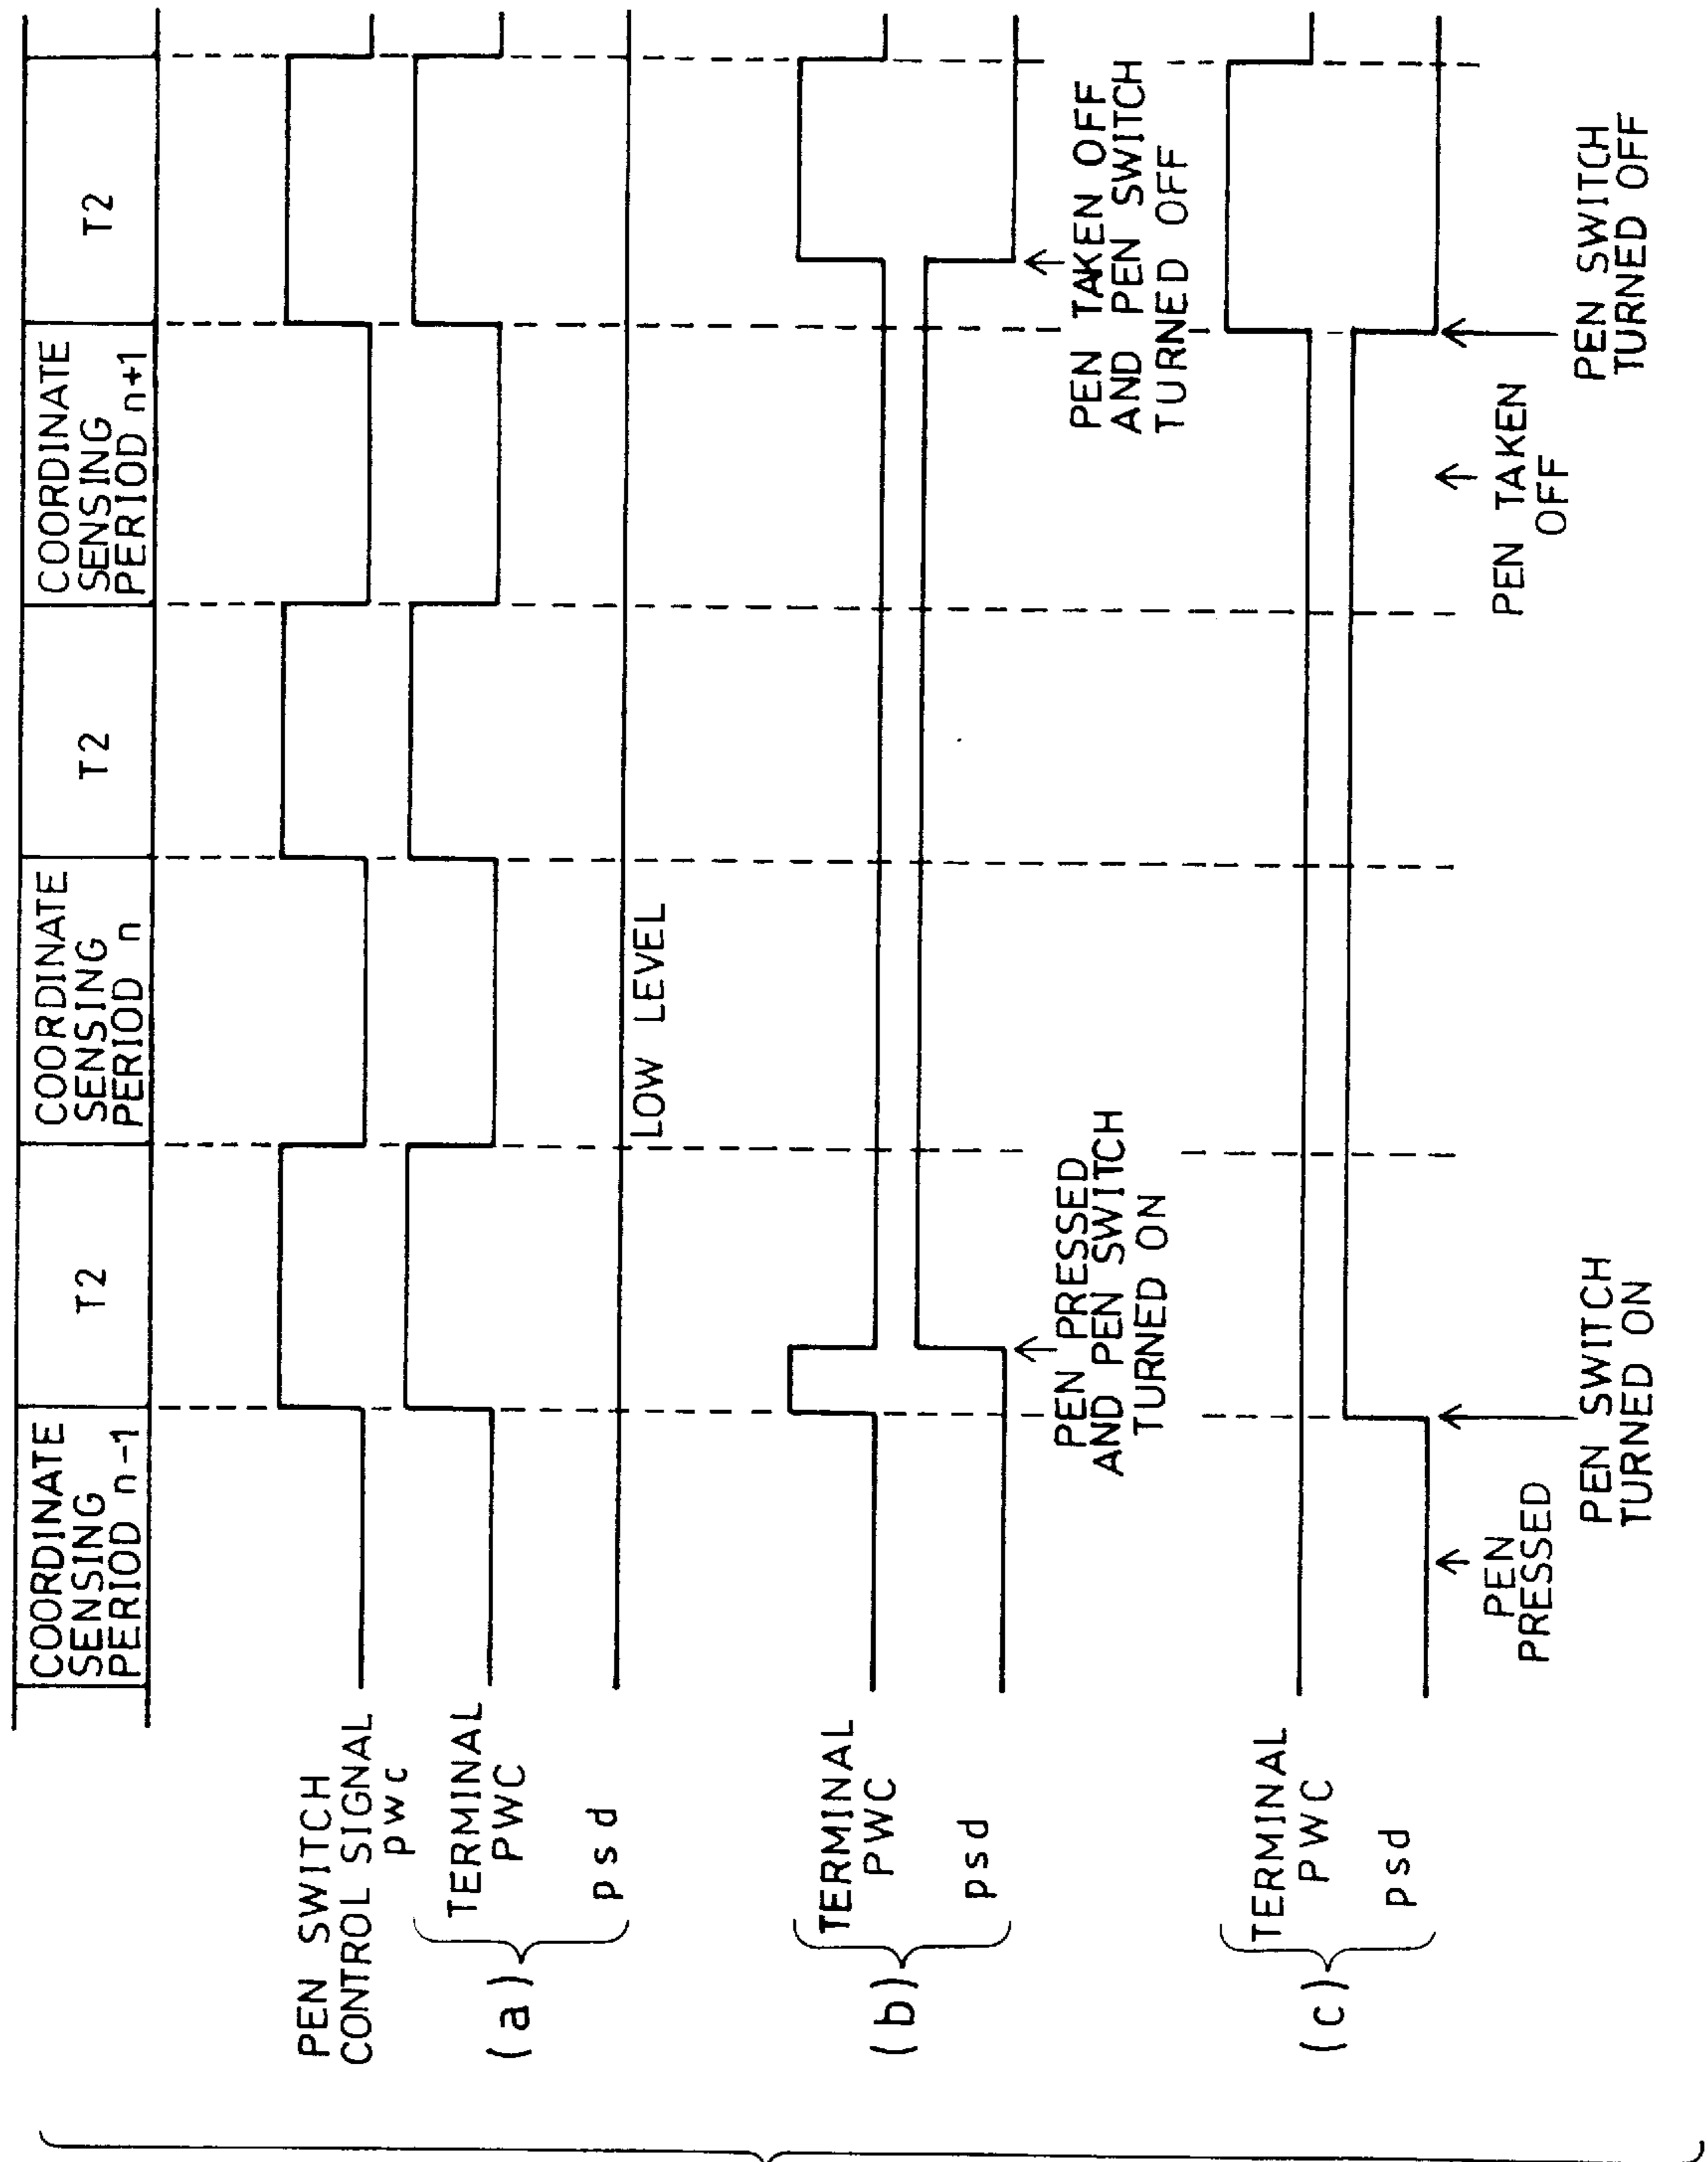 COORDINATE
SENSING
PERIOD n-1
T2
COORDINATE
SENSING
PERIOD n
T2
COORDINATE
SENSING
PERIOD n+1
T2
PEN SWITCH
CONTROL SIGNAL
pwc
(a)
TERMINAL
PWC
psd
LOW LEVEL
(b)
TERMINAL
PWC
psd
PEN PRESSED
AND PEN SWITCH
TURNED ON
PEN TAKEN OFF
AND PEN SWITCH
TURNED OFF
(c)
TERMINAL
PWC
psd
PEN
PRESSED
PEN SWITCH
TURNED ON
PEN TAKEN
OFF
PEN SWITCH
TURNED OFF